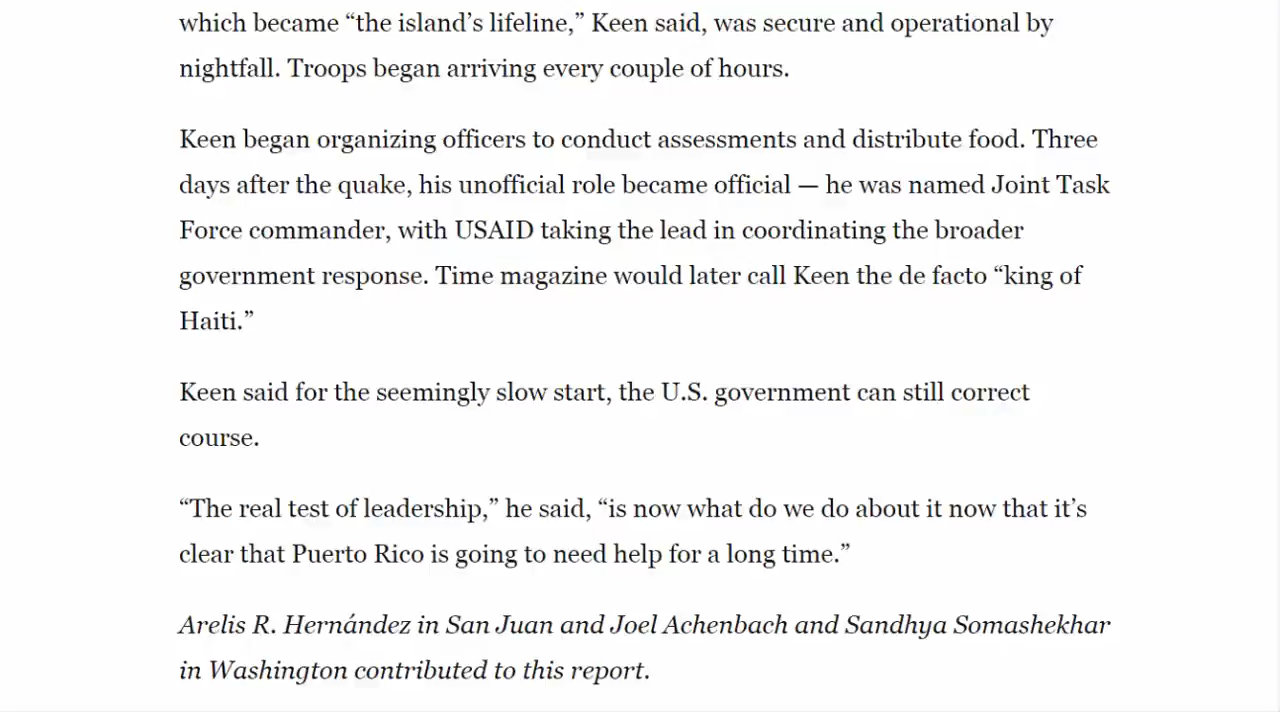 which became “the island’s lifeline,” Keen said, was secure and operational by
nightfall. Troops began arriving every couple of hours.
Keen began organizing officers to conduct assessments and distribute food. Three
days after the quake, his unofficial role became official — he was named Joint Task
Force commander, with USAID taking the lead in coordinating the broader
government response. Time magazine would later call Keen the de facto “king of
Haiti.”
Keen said for the seemingly slow start, the U.S. government can still correct
course.
“The real test of leadership,” he said, “is now what do we do about it now that it’s
clear that Puerto Rico is going to need help for a long time.”
Arelis R. Hernández in San Juan and Joel Achenbach and Sandhya Somashekhar
in Washington contributed to this report.